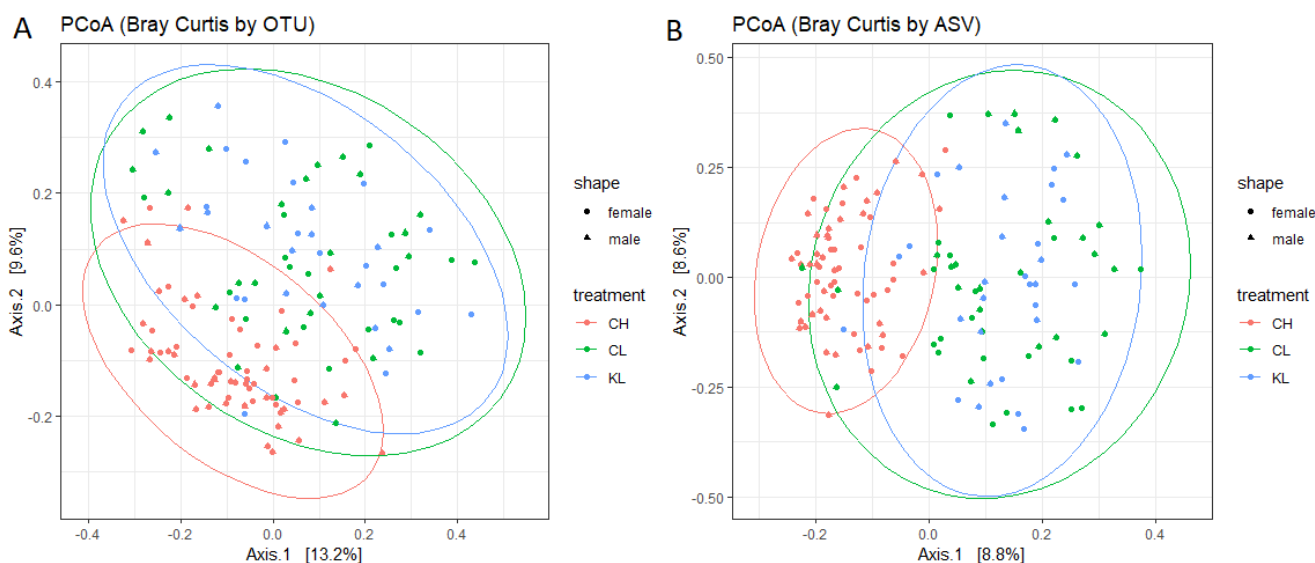 A
PCoA (Bray Curtis by OTU)
0.4
0.2
0.0
-0.2
Axis.2 [9.6%]
-0.4
-0.2
0.0
0.2
0.4
Axis.1 [13.2%]
shape
female
male
treatment
CH
CL
KL
B
PCoA (Bray Curtis by ASV)
0.50
0.25
0.00
-0.25
-0.50
Axis.2 [8.6%]
-0.4
-0.2
0.0
0.2
0.4
Axis.1 [8.8%]
shape
female
male
treatment
CH
CL
KL